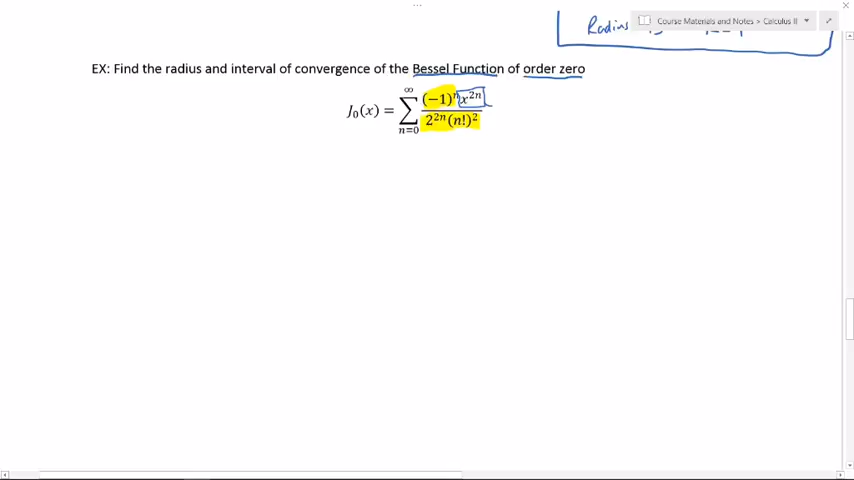 Radius
Course Materials and Notes > Calculus II
EX: Find the radius and interval of convergence of the Bessel Function of order zero
J₀(x) = ∑_{n=0}^{∞} (−1)ⁿx²ⁿ / 2²ⁿ(n!)²